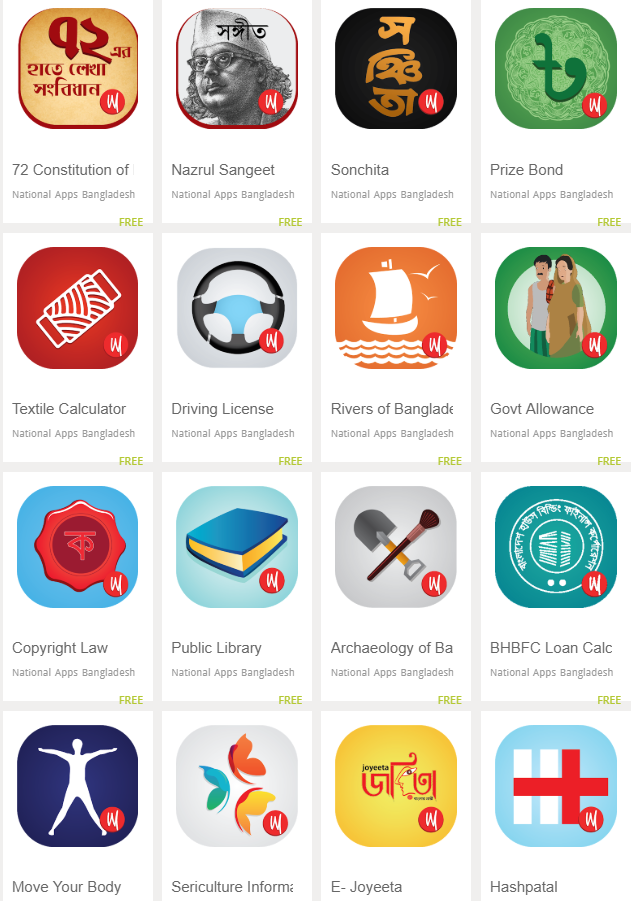 ৭২ এর
হাতে লেখা
সংবিধান
সঙ্গীত
স
ঞ্চি
তা
৳
72 Constitution of
Nazrul Sangeet
Sonchita
Prize Bond
National Apps Bangladesh
National Apps Bangladesh
National Apps Bangladesh
National Apps Bangladesh
FREE
FREE
FREE
FREE
Textile Calculator
Driving License
Rivers of Banglade
Govt Allowance
National Apps Bangladesh
National Apps Bangladesh
National Apps Bangladesh
National Apps Bangladesh
FREE
FREE
FREE
FREE
ক
বাংলাদেশ হাউস বিল্ডিং ফাইনান্স কর্পোরেশন
Copyright Law
Public Library
Archaeology of Ba
BHBFC Loan Calc
National Apps Bangladesh
National Apps Bangladesh
National Apps Bangladesh
National Apps Bangladesh
FREE
FREE
FREE
FREE
joyeeta
জয়িতা
Move Your Body
Sericulture Informa
E- Joyeeta
Hashpatal